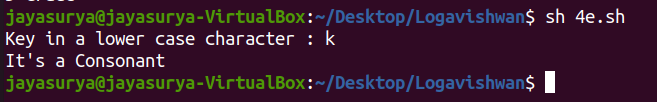 jayasurya@jayasurya-VirtualBox:~/Desktop/Logavishwan$ sh 4e.sh
Key in a lower case character : k
It's a Consonant
jayasurya@jayasurya-VirtualBox:~/Desktop/Logavishwan$